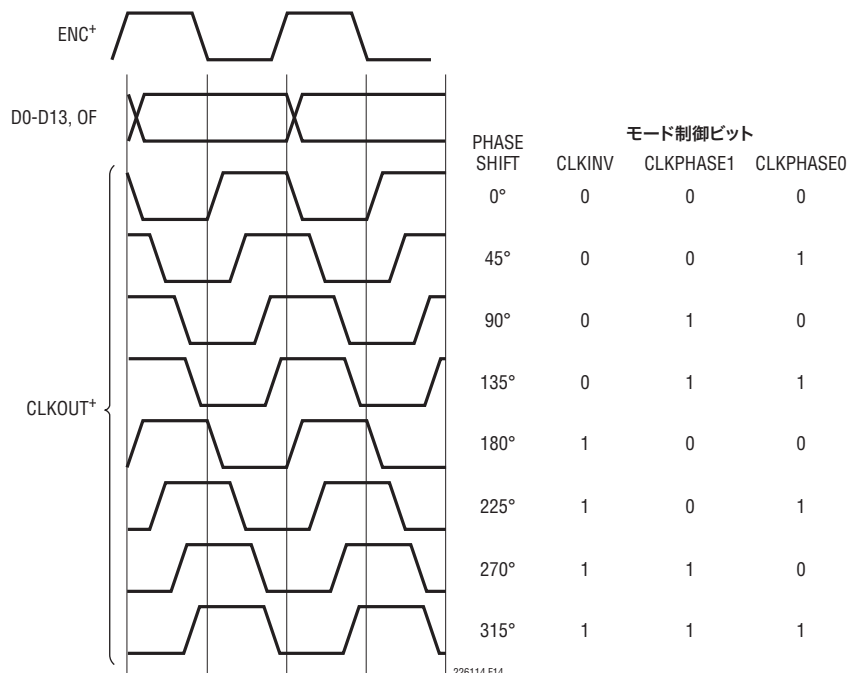 ENC+
D0-D13, OF
CLKOUT+
モード制御ビット
PHASE SHIFT CLKINV CLKPHASE1 CLKPHASE0
0° 0 0 0
45° 0 0 1
90° 0 1 0
135° 0 1 1
180° 1 0 0
225° 1 0 1
270° 1 1 0
315° 1 1 1
226114 F14